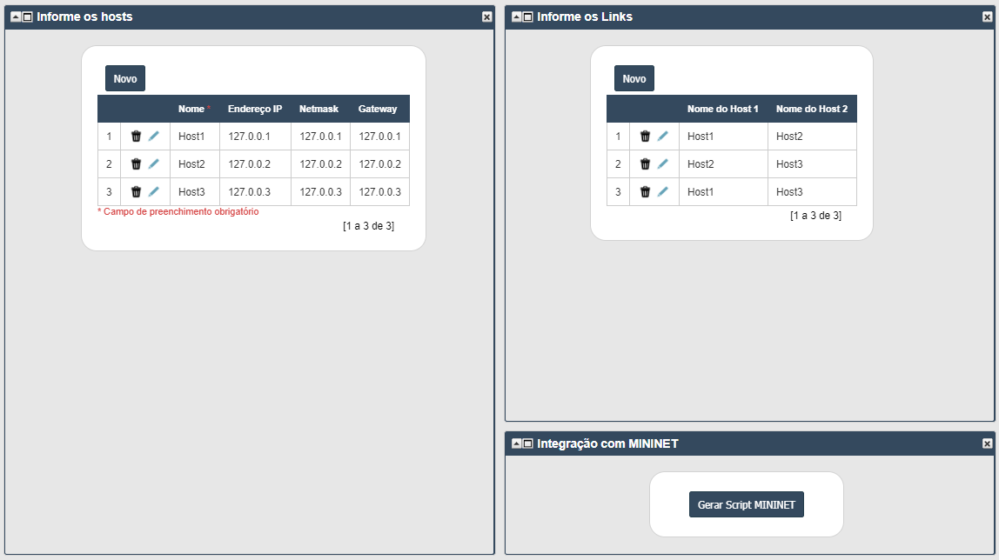 Informe os hosts
Novo
Nome * Endereço IP Netmask Gateway
1 Host1 127.0.0.1 127.0.0.1 127.0.0.1
2 Host2 127.0.0.2 127.0.0.2 127.0.0.2
3 Host3 127.0.0.3 127.0.0.3 127.0.0.3
* Campo de preenchimento obrigatório
[1 a 3 de 3]
Informe os Links
Novo
Nome do Host 1 Nome do Host 2
1 Host1 Host2
2 Host2 Host3
3 Host1 Host3
[1 a 3 de 3]
Integração com MININET
Gerar Script MININET